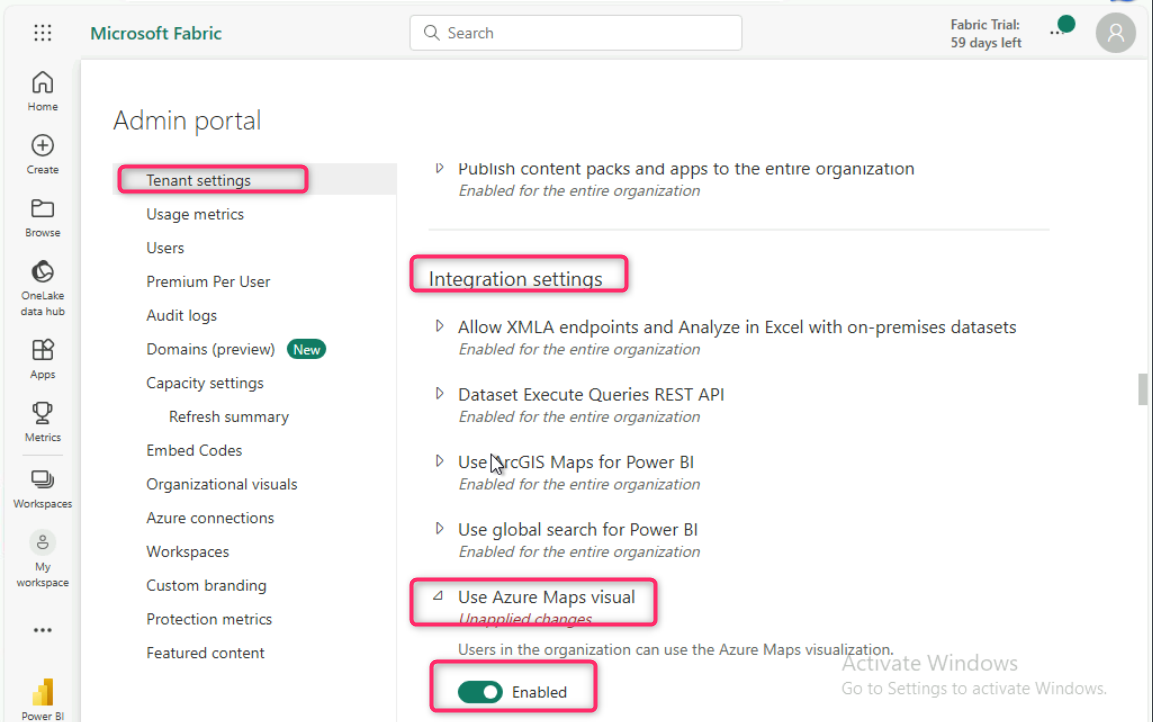 Microsoft Fabric
Search
Fabric Trial:
59 days left
Home
Create
Browse
OneLake
data hub
Apps
Metrics
Workspaces
My
workspace
Power BI
Admin portal
Tenant settings
Usage metrics
Users
Premium Per User
Audit logs
Domains (preview) New
Capacity settings
Refresh summary
Embed Codes
Organizational visuals
Azure connections
Workspaces
Custom branding
Protection metrics
Featured content
Publish content packs and apps to the entire organization
Enabled for the entire organization
Integration settings
Allow XMLA endpoints and Analyze in Excel with on-premises datasets
Enabled for the entire organization
Dataset Execute Queries REST API
Enabled for the entire organization
Use ArcGIS Maps for Power BI
Enabled for the entire organization
Use global search for Power BI
Enabled for the entire organization
Use Azure Maps visual
Unapplied changes
Users in the organization can use the Azure Maps visualization.
Enabled
Activate Windows
Go to Settings to activate Windows.